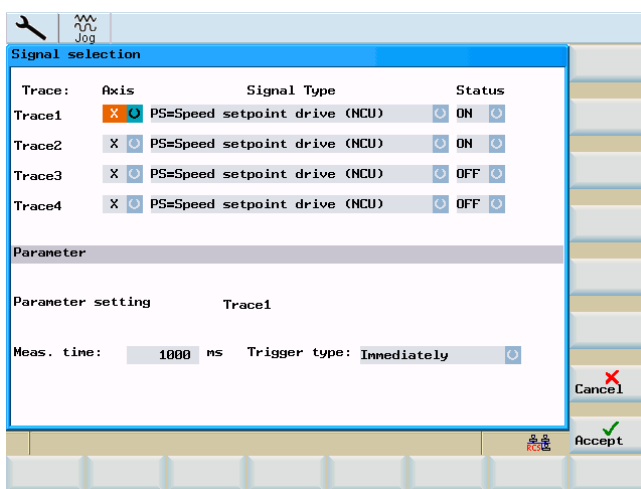 Jog
Signal selection
Trace: Axis Signal Type Status
Trace1 X PS=Speed setpoint drive (NCU) ON
Trace2 X PS=Speed setpoint drive (NCU) ON
Trace3 X PS=Speed setpoint drive (NCU) OFF
Trace4 X PS=Speed setpoint drive (NCU) OFF
Parameter
Parameter setting Trace1
Meas. time: 1000 ms Trigger type: Immediately
Cancel
RCS
Accept